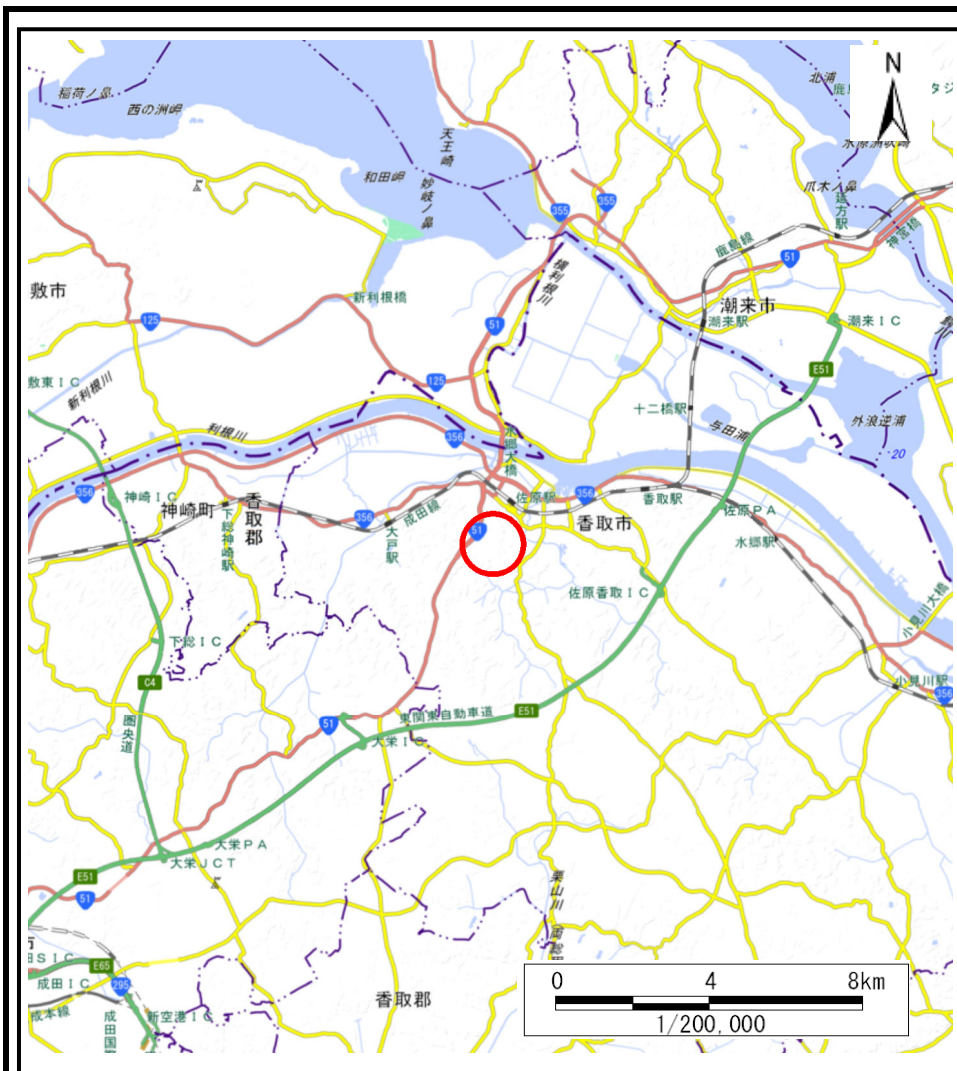 稲荷ノ鼻
西の洲岬
天王崎
和田岬
妙岐ノ鼻
北浦
N
355
355
爪木ノ鼻
延方駅
神宮橋
鹿島線
51
横利根川
敷市
新利根橋
125
51
潮来市
潮来駅
潮来IC
E51
敷東IC
新利根川
125
十二橋駅
与田浦
外浪逆浦
20
利根川
356
水郷大橋
356
神崎IC
神崎町
香取郡
下総神崎駅
356
大戸駅
成田線
佐原駅
356
香取市
香取駅
佐原PA
水郷駅
51
佐原香取IC
小見川大橋
小見川駅
356
下総IC
C4
圏央道
51
東関東自動車道
E51
大栄IC
大栄PA
大栄JCT
E51
51
栗山川
市
SIC
E65
成田IC
295
新空港IC
香取郡
0 4 8km
1/200,000